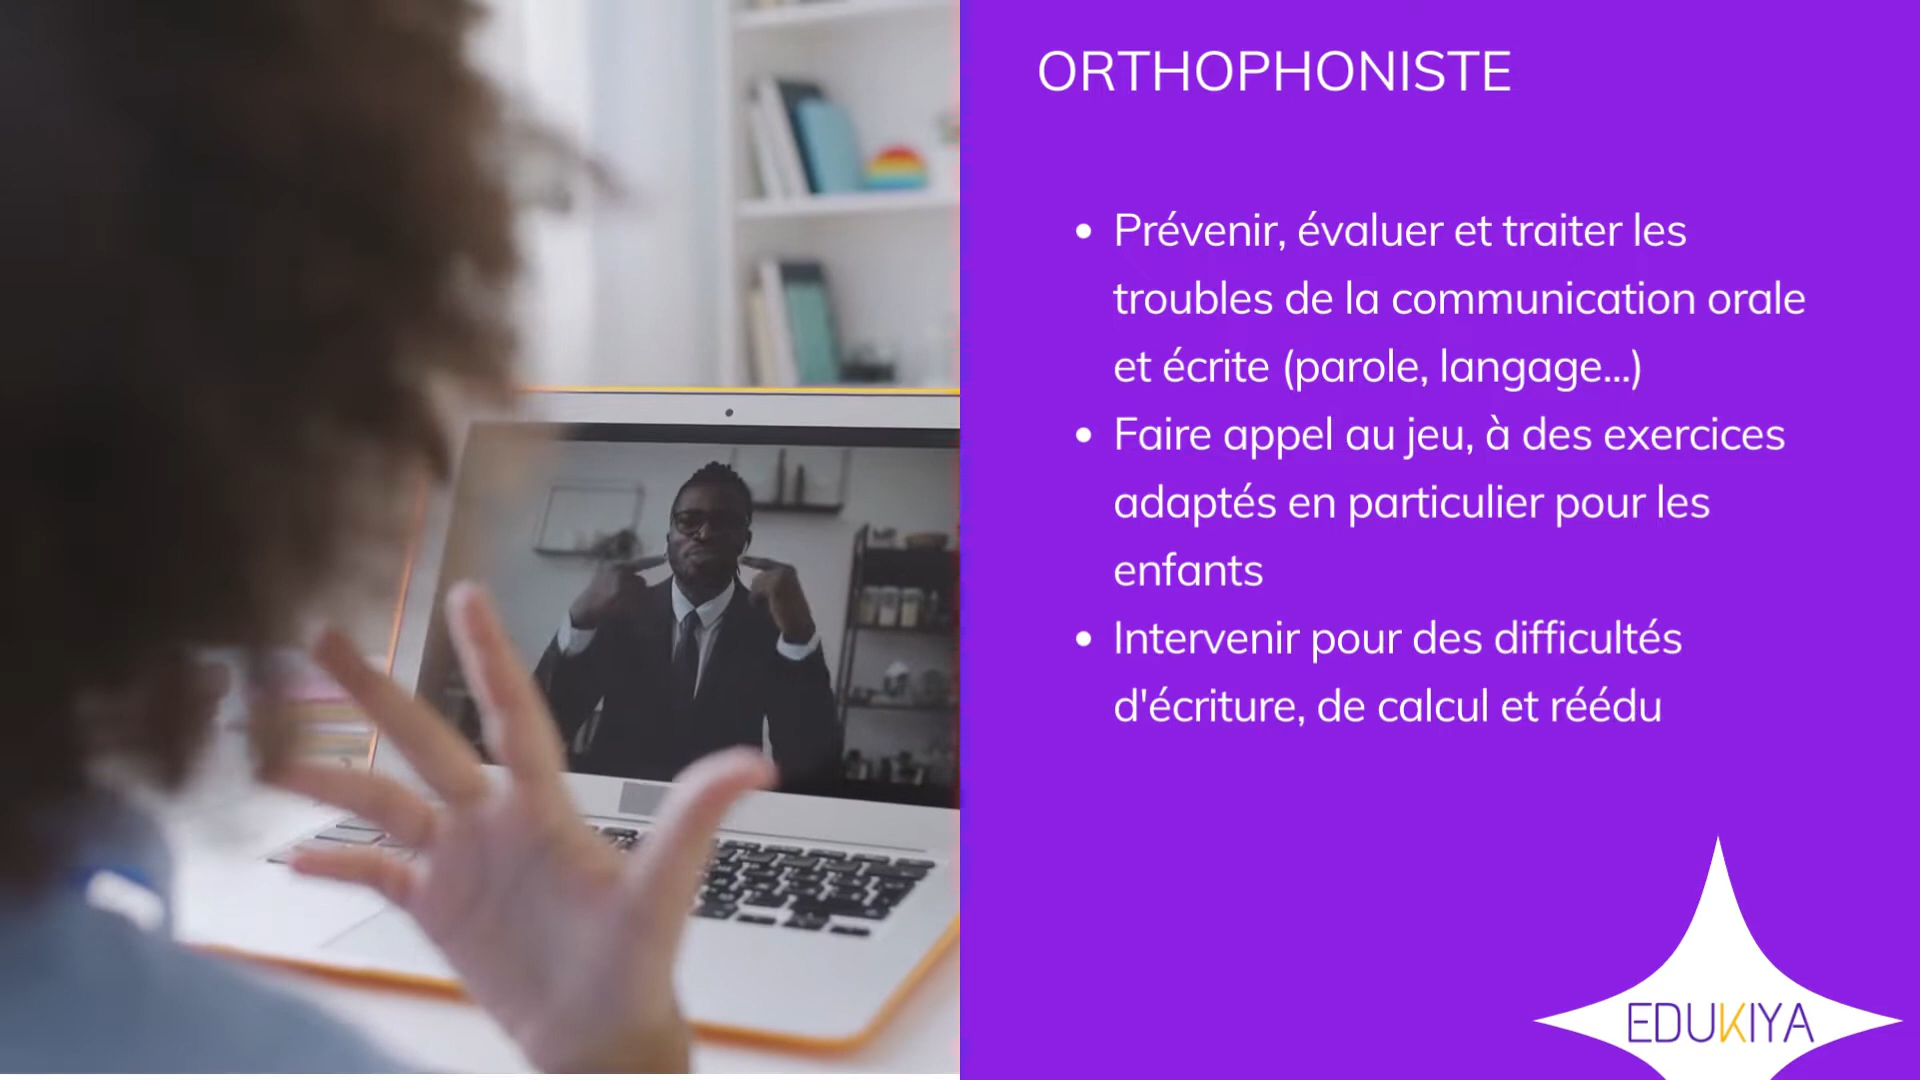 ORTHOPHONISTE
• Prévenir, évaluer et traiter les
troubles de la communication orale
et écrite (parole, langage...)
• Faire appel au jeu, à des exercices
adaptés en particulier pour les
enfants
• Intervenir pour des difficultés
d'écriture, de calcul et réédu
EDUKIYA